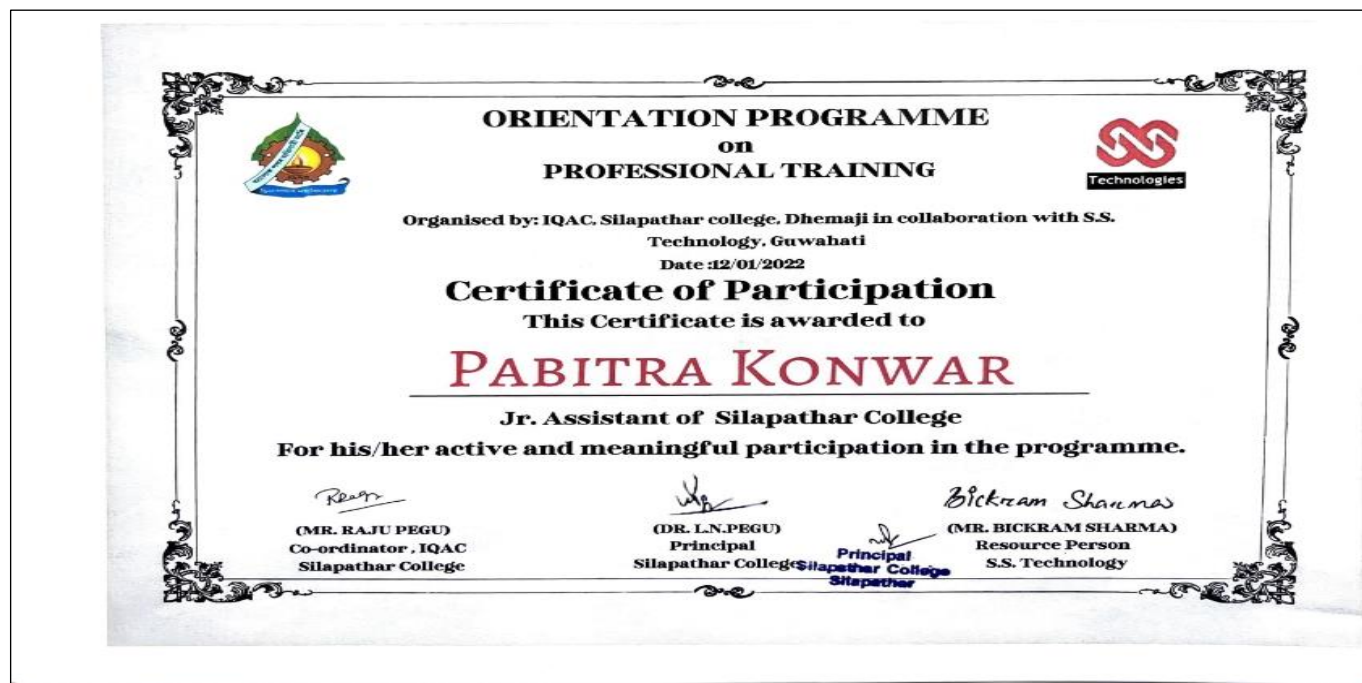 ORIENTATION PROGRAMME
on
PROFESSIONAL TRAINING
SS
Technologies
Organised by: IQAC, Silapathar college, Dhemaji in collaboration with S.S.
Technology, Guwahati
Date :12/01/2022
Certificate of Participation
This Certificate is awarded to
PABITRA KONWAR
Jr. Assistant of Silapathar College
For his/her active and meaningful participation in the programme.
(MR. RAJU PEGU)
Co-ordinator , IQAC
Silapathar College
(DR. L.N.PEGU)
Principal
Silapathar College
Principal
Silapathar College
Silapathar
Bickram Sharma
(MR. BICKRAM SHARMA)
Resource Person
S.S. Technology